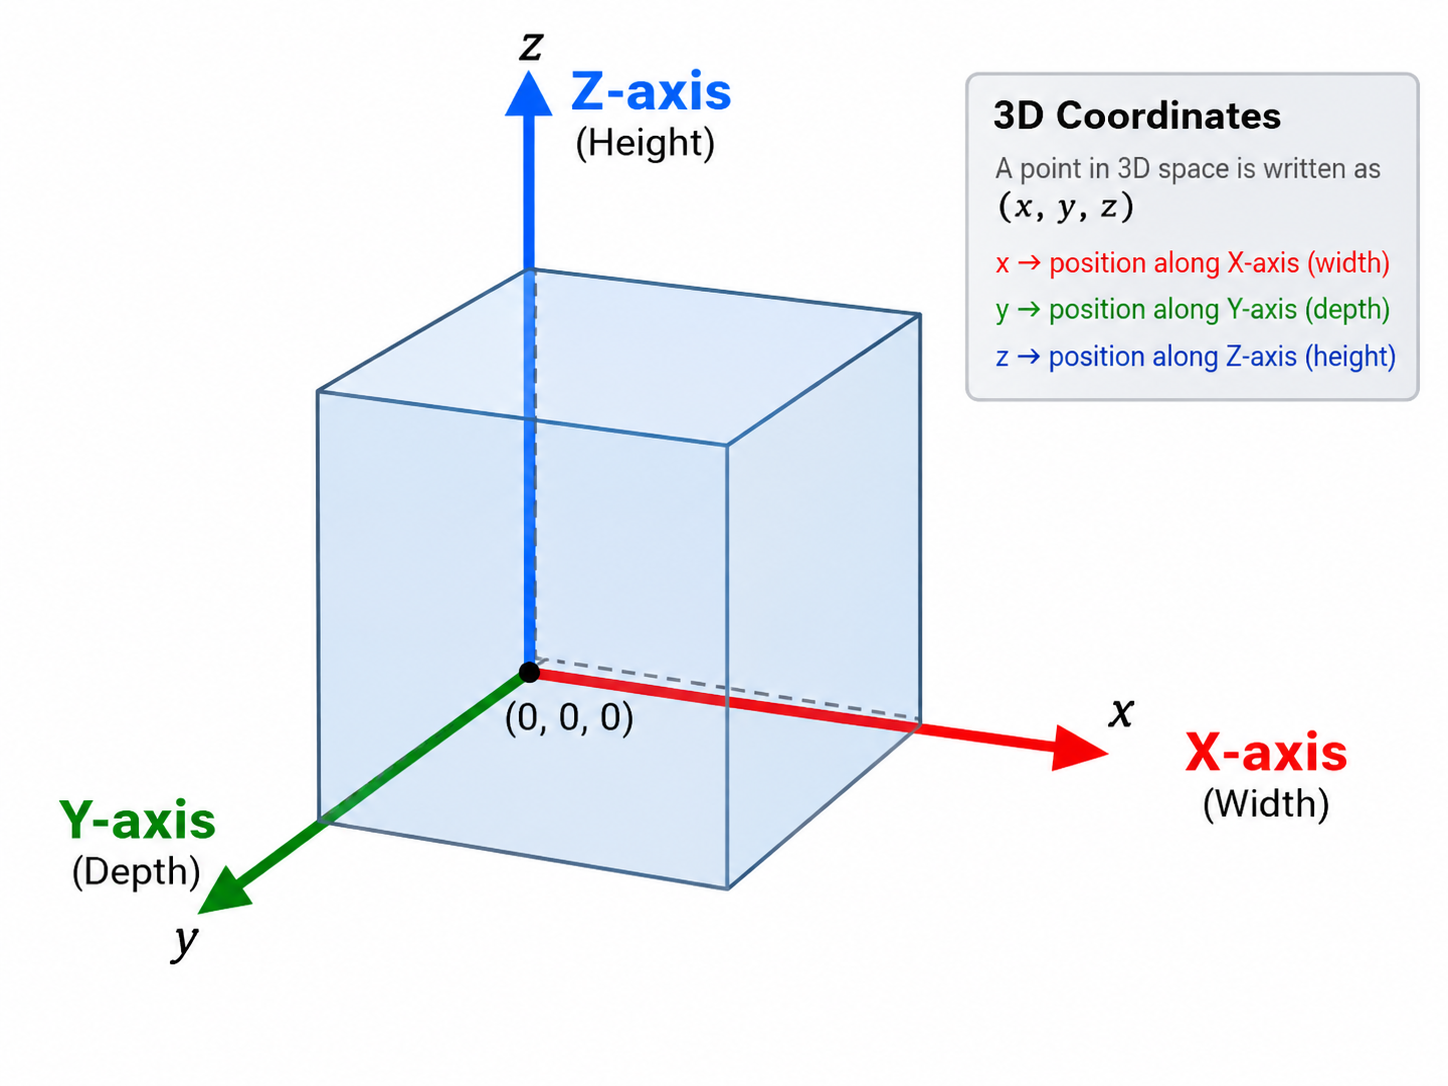 z
Z-axis
(Height)
3D Coordinates
A point in 3D space is written as
(x, y, z)
x → position along X-axis (width)
y → position along Y-axis (depth)
z → position along Z-axis (height)
(0, 0, 0)
x
X-axis
(Width)
Y-axis
(Depth)
y